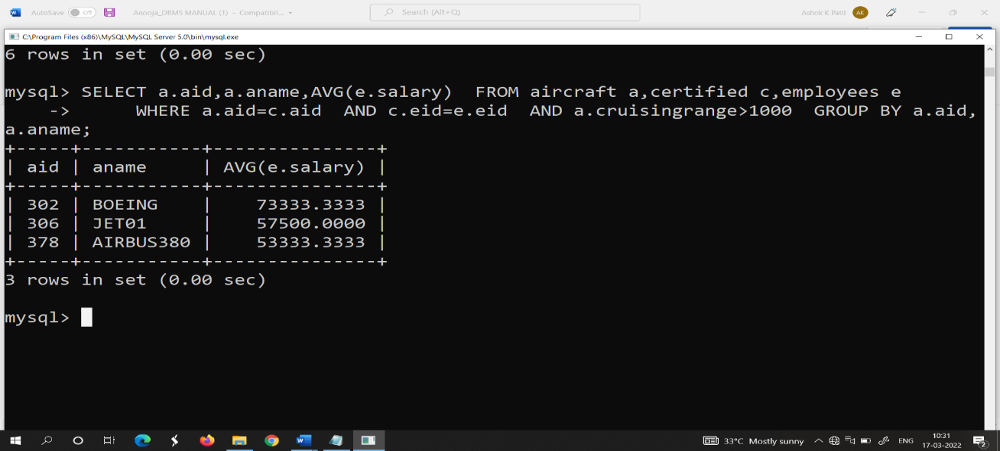 AutoSave Off Anooja_DBMS MANUAL (1) - Compatibil... Search (Alt+Q) Ashok K Patil AK
C:\Program Files (x86)\MySQL\MySQL Server 5.0\bin\mysql.exe
6 rows in set (0.00 sec)
mysql> SELECT a.aid,a.aname,AVG(e.salary)  FROM aircraft a,certified c,employees e
    ->      WHERE a.aid=c.aid  AND c.eid=e.eid  AND a.cruisingrange>1000  GROUP BY a.aid,
a.aname;
+-----+-----------+---------------+
| aid | aname     | AVG(e.salary) |
+-----+-----------+---------------+
| 302 | BOEING    |    73333.3333 |
| 306 | JET01     |    57500.0000 |
| 378 | AIRBUS380 |    53333.3333 |
+-----+-----------+---------------+
3 rows in set (0.00 sec)
mysql>
33°C Mostly sunny ENG 10:31
17-03-2022 2